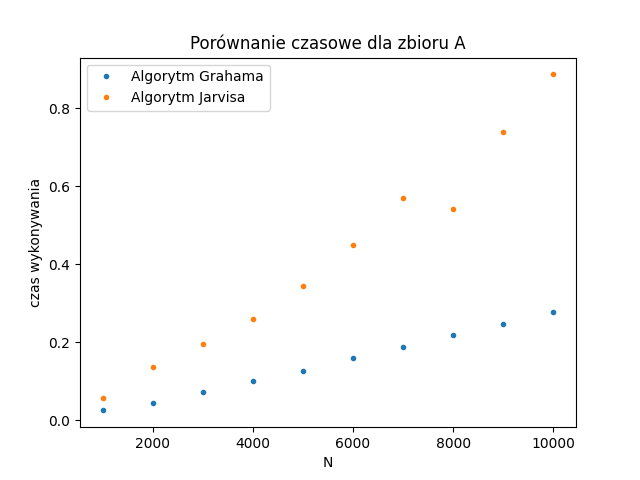 Porównanie czasowe dla zbioru A
Algorytm Grahama
Algorytm Jarvisa
czas wykonywania
0.8
0.6
0.4
0.2
0.0
2000 4000 6000 8000 10000
N